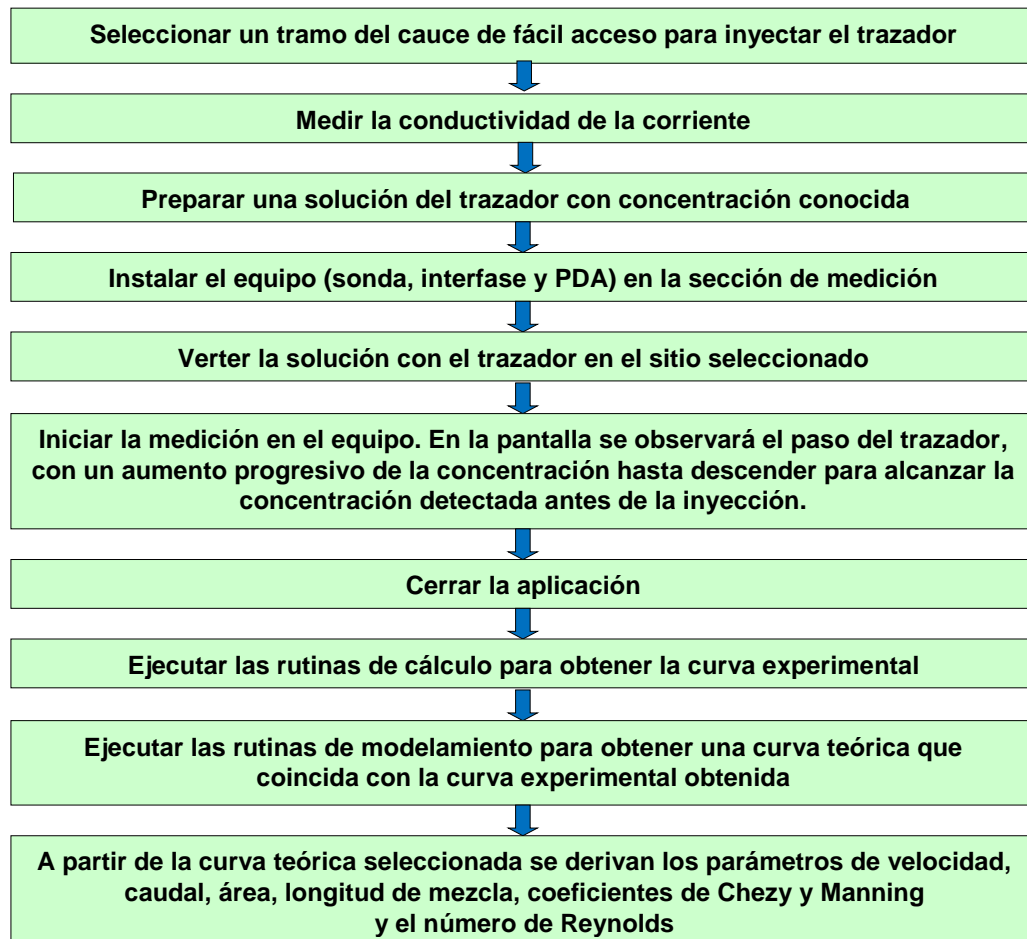 Seleccionar un tramo del cauce de fácil acceso para inyectar el trazador
Medir la conductividad de la corriente
Preparar una solución del trazador con concentración conocida
Instalar el equipo (sonda, interfase y PDA) en la sección de medición
Verter la solución con el trazador en el sitio seleccionado
Iniciar la medición en el equipo. En la pantalla se observará el paso del trazador,
con un aumento progresivo de la concentración hasta descender para alcanzar la
concentración detectada antes de la inyección.
Cerrar la aplicación
Ejecutar las rutinas de cálculo para obtener la curva experimental
Ejecutar las rutinas de modelamiento para obtener una curva teórica que
coincida con la curva experimental obtenida
A partir de la curva teórica seleccionada se derivan los parámetros de velocidad,
caudal, área, longitud de mezcla, coeficientes de Chezy y Manning
y el número de Reynolds